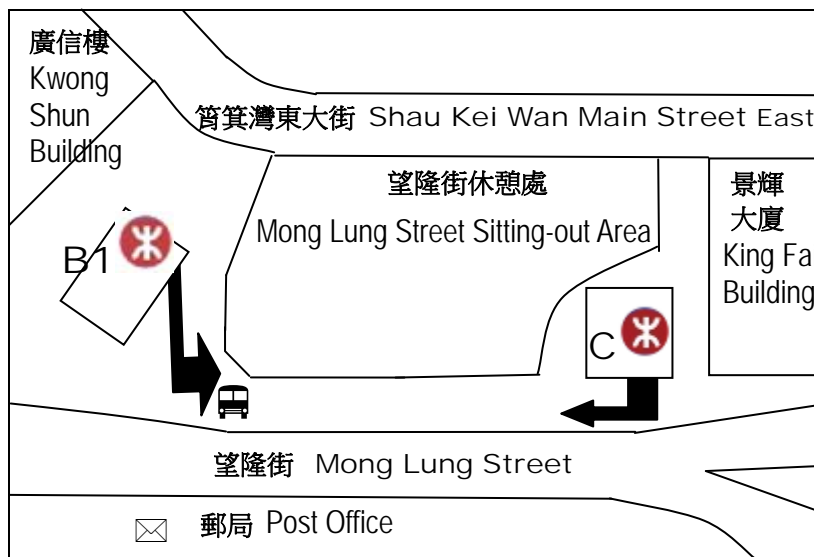 廣信樓
Kwong
Shun
Building
筲箕灣東大街 Shau Kei Wan Main Street East
望隆街休憩處
Mong Lung Street Sitting-out Area
景輝
大廈
King Fai
Building
B1
C
望隆街 Mong Lung Street
郵局 Post Office